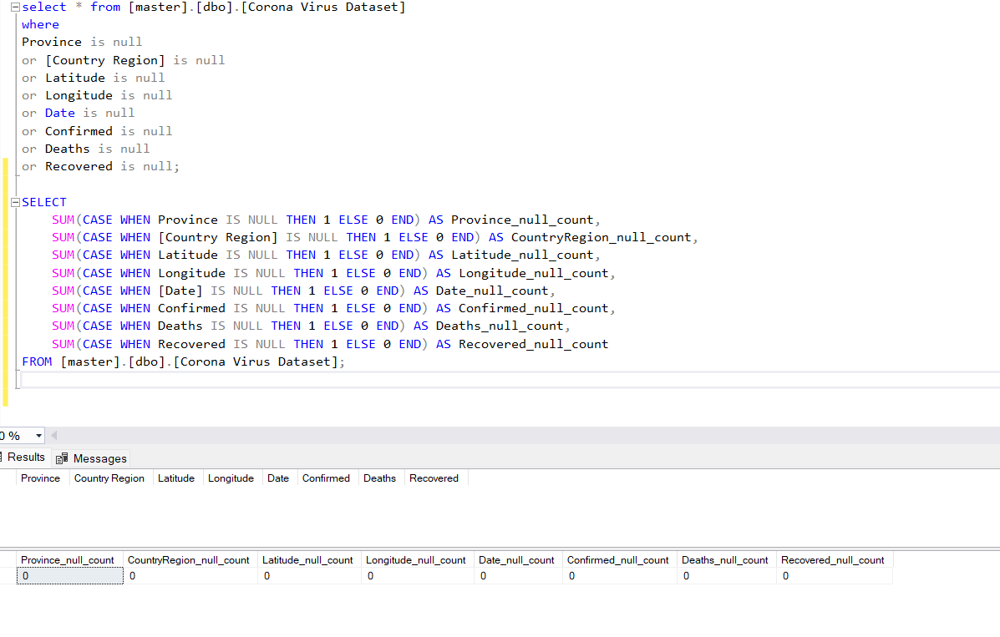 select * from [master].[dbo].[Corona Virus Dataset]
where
Province is null
or [Country Region] is null
or Latitude is null
or Longitude is null
or Date is null
or Confirmed is null
or Deaths is null
or Recovered is null;
SELECT
SUM(CASE WHEN Province IS NULL THEN 1 ELSE 0 END) AS Province_null_count,
SUM(CASE WHEN [Country Region] IS NULL THEN 1 ELSE 0 END) AS CountryRegion_null_count,
SUM(CASE WHEN Latitude IS NULL THEN 1 ELSE 0 END) AS Latitude_null_count,
SUM(CASE WHEN Longitude IS NULL THEN 1 ELSE 0 END) AS Longitude_null_count,
SUM(CASE WHEN [Date] IS NULL THEN 1 ELSE 0 END) AS Date_null_count,
SUM(CASE WHEN Confirmed IS NULL THEN 1 ELSE 0 END) AS Confirmed_null_count,
SUM(CASE WHEN Deaths IS NULL THEN 1 ELSE 0 END) AS Deaths_null_count,
SUM(CASE WHEN Recovered IS NULL THEN 1 ELSE 0 END) AS Recovered_null_count
FROM [master].[dbo].[Corona Virus Dataset];
0 %
Results Messages
Province Country Region Latitude Longitude Date Confirmed Deaths Recovered
Province_null_count CountryRegion_null_count Latitude_null_count Longitude_null_count Date_null_count Confirmed_null_count Deaths_null_count Recovered_null_count
0 0 0 0 0 0 0 0